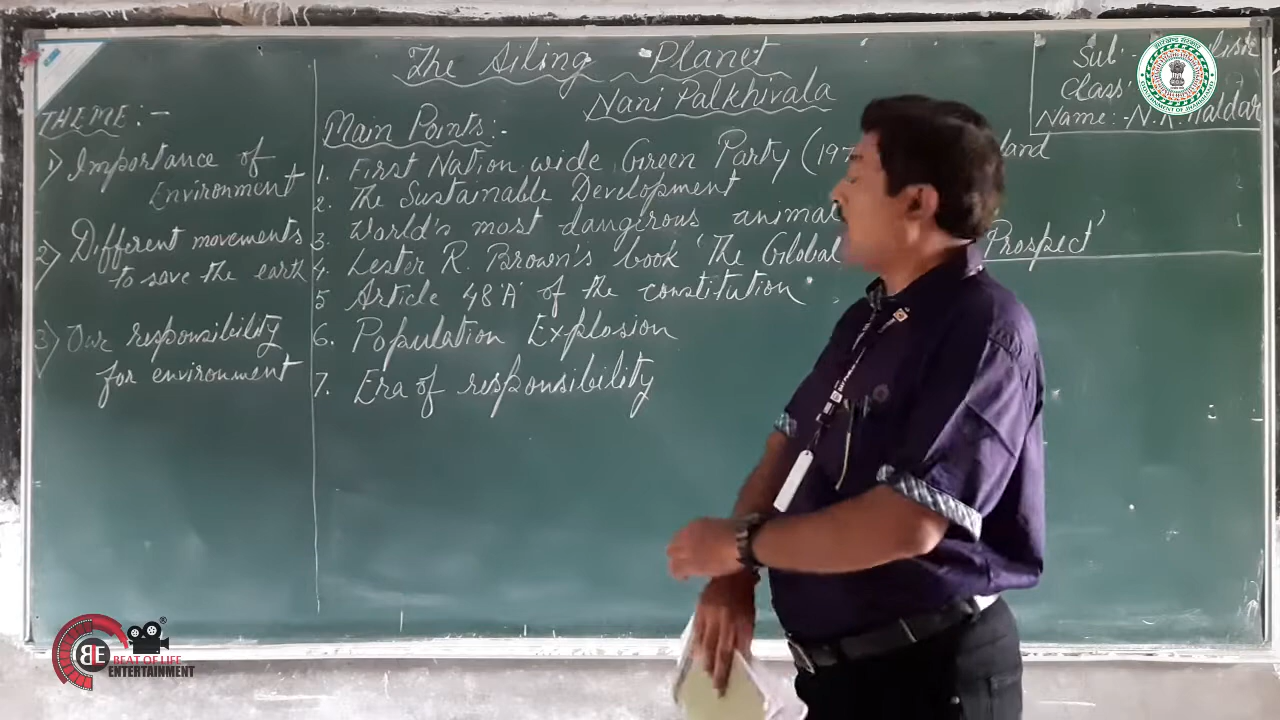 The Siling Planet
Nani Palkhivala
Sub:-
Class
Name:- N.K. Haldar
THEME:-
1) Importance of
Environment
2) Different movements
to save the earth
3) Our responsibility
for environment
Main Points:-
1. First Nation wide Green Party (197
2. The Sustainable Development
3. World's most dangerous animal
4. Lester R. Brown's book 'The Global Prospect'
5 Article 48'A' of the constitution
6. Population Explosion
7. Era of responsibility
BLE
BEAT OF LIFE
ENTERTAINMENT